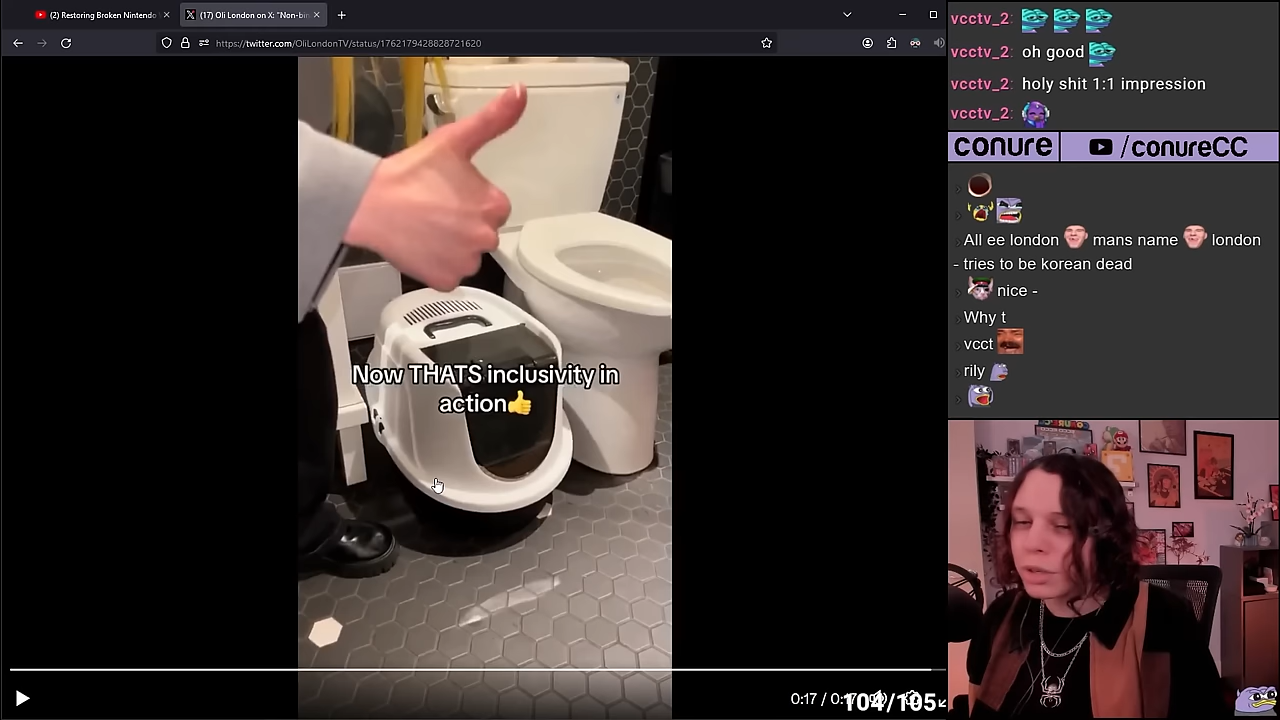 (2) Restoring Broken Nintendo
(17) Oli London on X: "Non-bin
https://twitter.com/OliLondonTV/status/1762179428828721620
Now THATS inclusivity in
action👍
0:17 /
104/105
vcctv_2:
vcctv_2: oh good
vcctv_2: holy shit 1:1 impression
vcctv_2:
conure
/conureCC
All ee london mans name london
- tries to be korean dead
nice -
Why t
vcct
rily